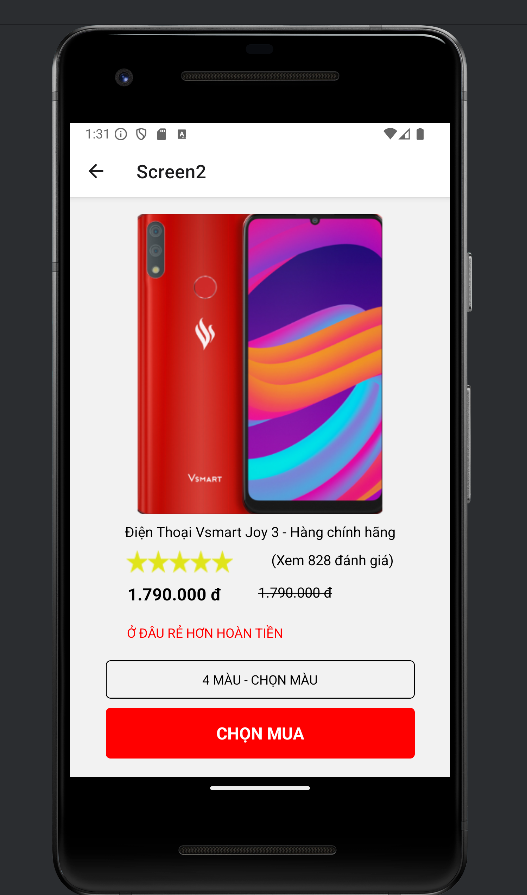 1:31
Screen2
VSMART
Điện Thoại Vsmart Joy 3 - Hàng chính hãng
(Xem 828 đánh giá)
1.790.000 đ 1.790.000 đ
Ở ĐÂU RẺ HƠN HOÀN TIỀN
4 MÀU - CHỌN MÀU
CHỌN MUA